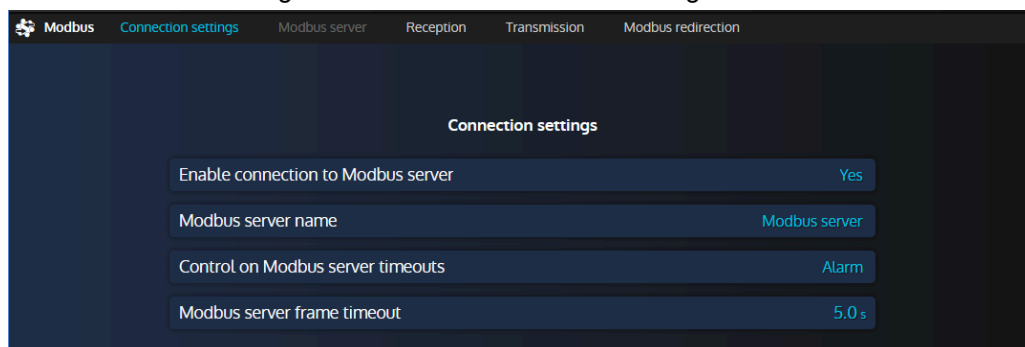 Modbus Connection settings Modbus server Reception Transmission Modbus redirection
Connection settings
Enable connection to Modbus server Yes
Modbus server name Modbus server
Control on Modbus server timeouts Alarm
Modbus server frame timeout 5.0 s